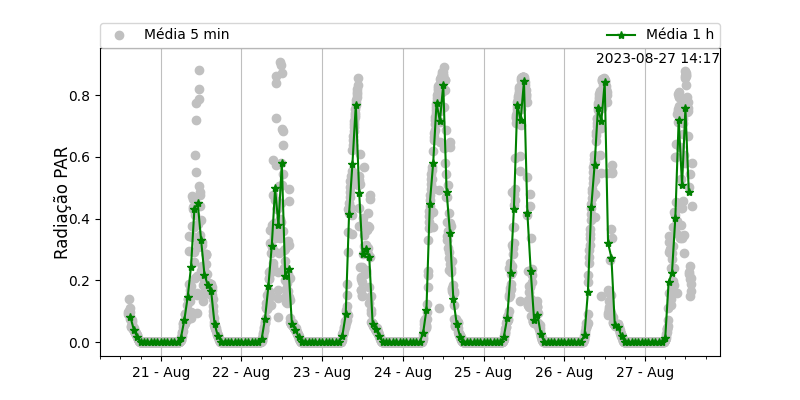 Média 5 min
Média 1 h
2023-08-27 14:17
Radiação PAR
0.8
0.6
0.4
0.2
0.0
21 - Aug
22 - Aug
23 - Aug
24 - Aug
25 - Aug
26 - Aug
27 - Aug